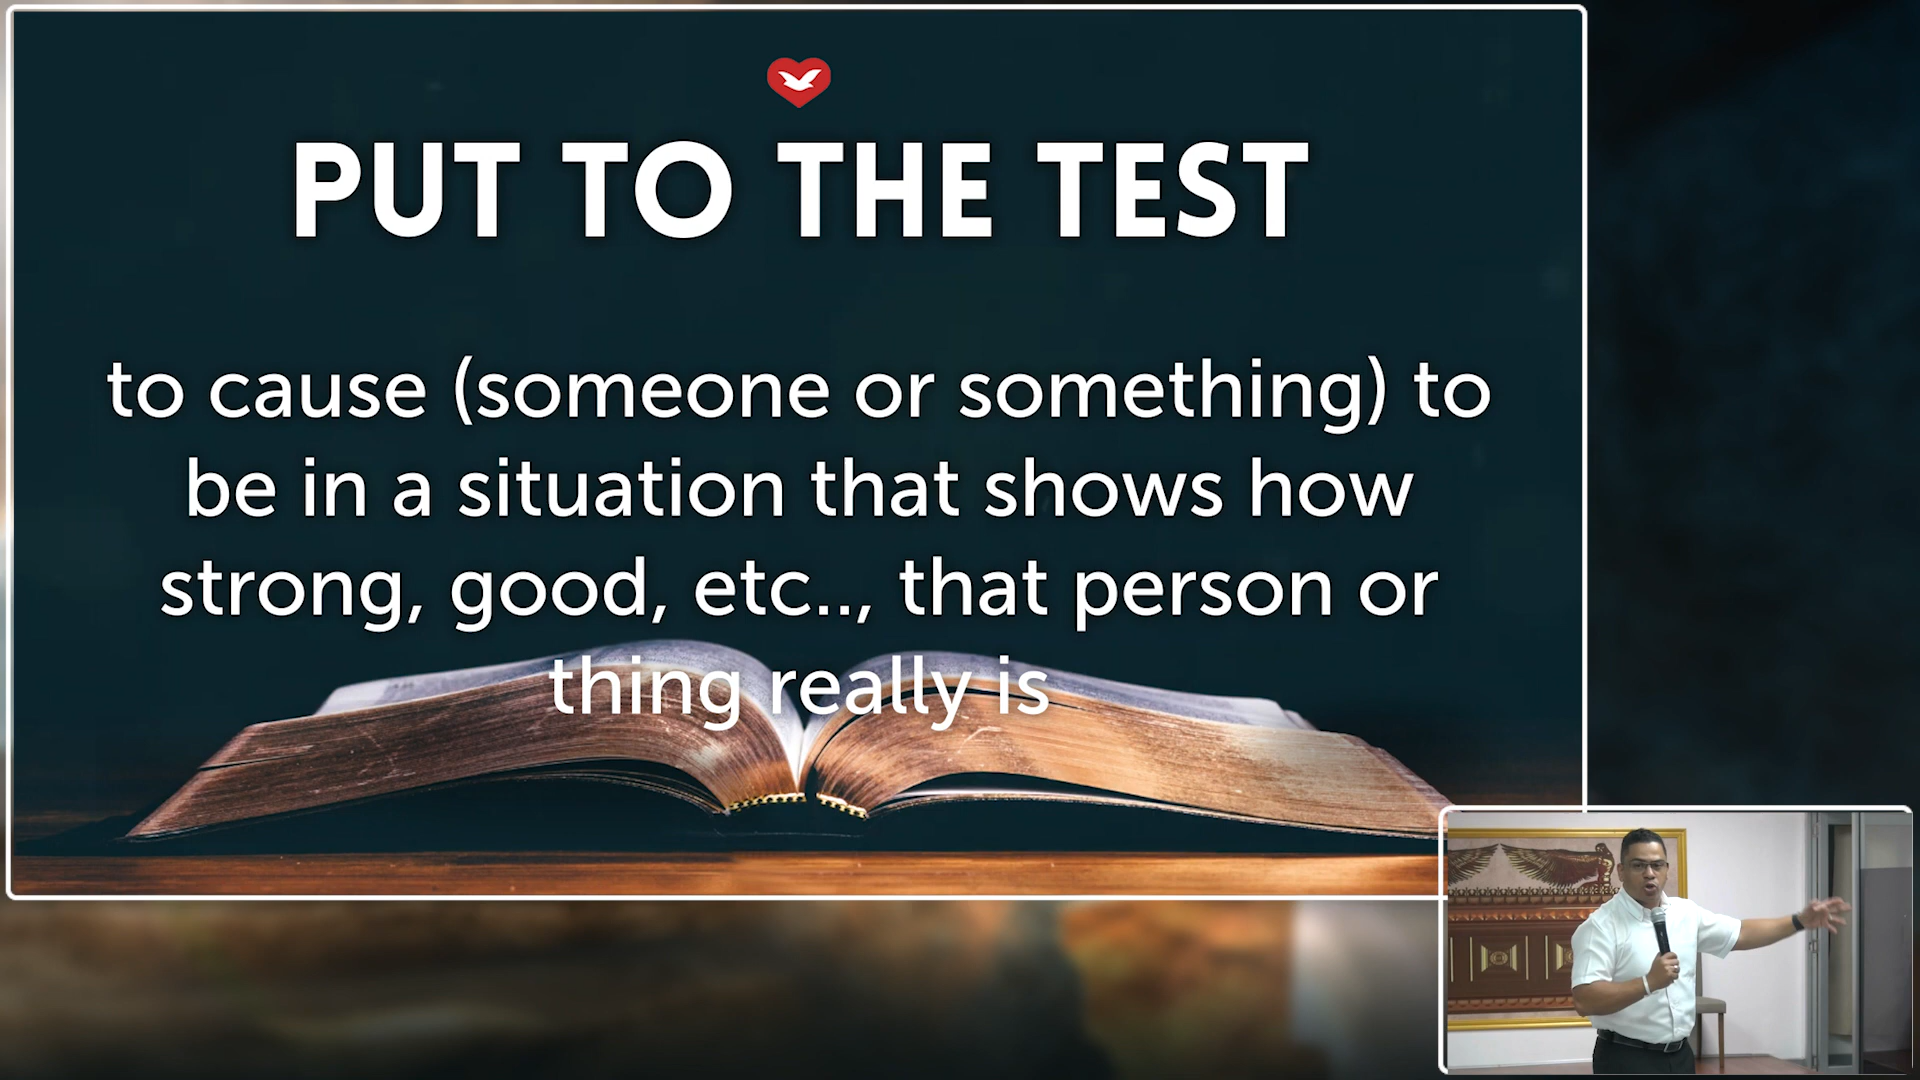 PUT TO THE TEST
to cause (someone or something) to
be in a situation that shows how
strong, good, etc.., that person or
thing really is